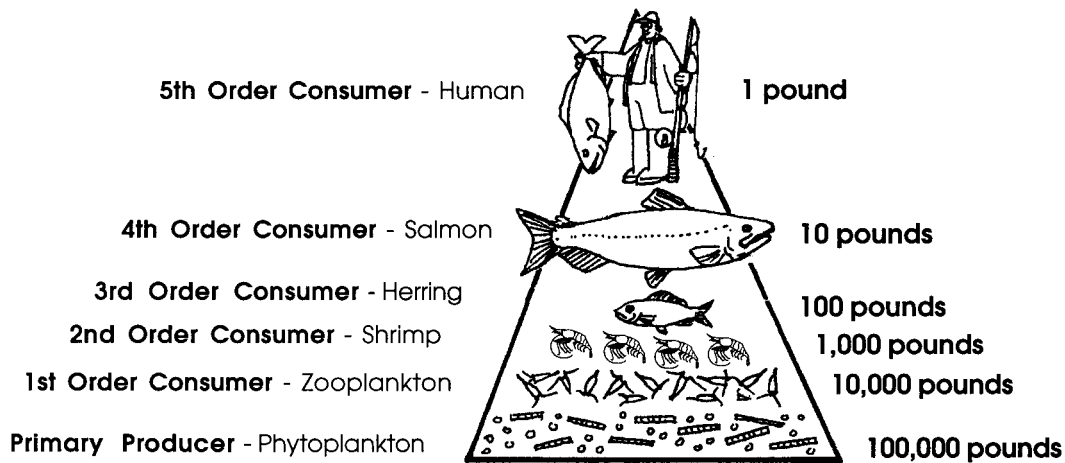 5th Order Consumer - Human 1 pound
4th Order Consumer - Salmon 10 pounds
3rd Order Consumer - Herring 100 pounds
2nd Order Consumer - Shrimp 1,000 pounds
1st Order Consumer - Zooplankton 10,000 pounds
Primary Producer - Phytoplankton 100,000 pounds